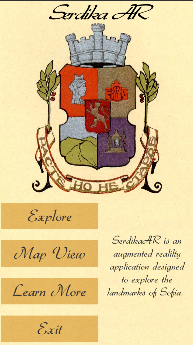 Serdika AR
Explore
Map View
Learn More
Exit
SerdikaAR is an
augmented reality
application designed
to explore the
landmarks of Sofia.